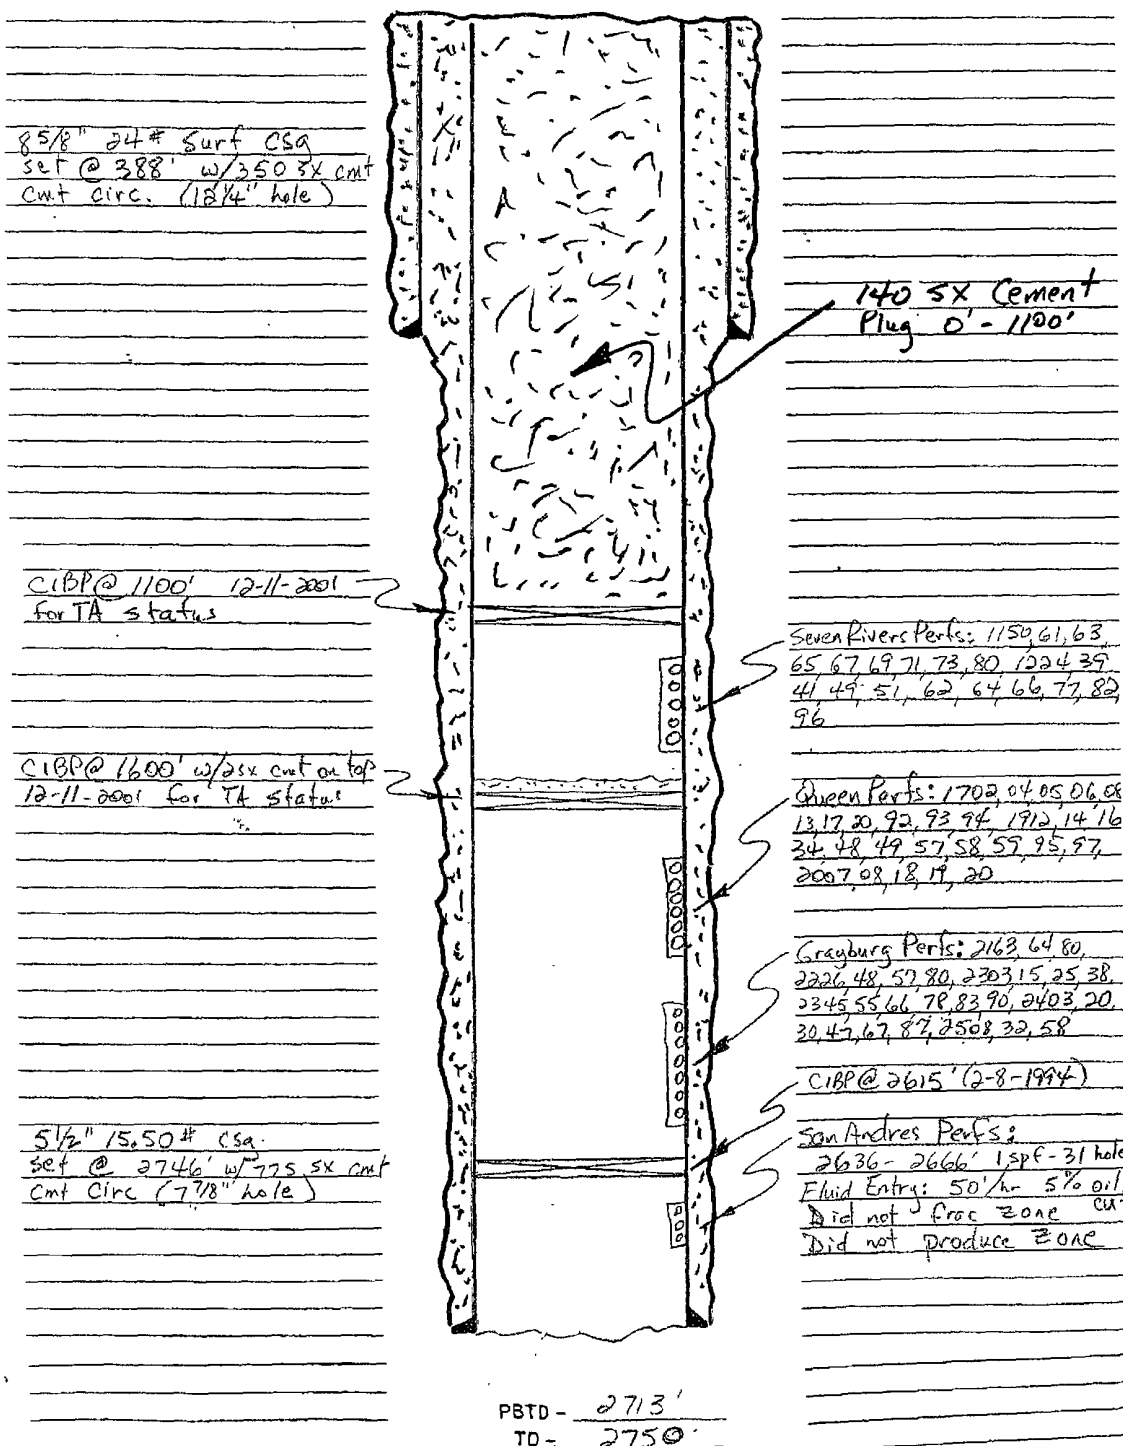 8 5/8" 24# Surf Csg
set @ 388' w/350 sx cmt
Cmt circ. (12 1/4" hole)
140 SX Cement
Plug 0' - 1100'
CIBP @ 1100' 12-11-2001
for TA status
Seven Rivers Perfs: 1150, 61, 63,
65, 67, 69, 71, 73, 80, 1224, 39
41, 49, 51, 62, 64, 66, 77, 82,
96
CIBP @ 1600' w/2sx cmt on top
12-11-2001 for TA status
Queen Perfs: 1702, 04, 05, 06, 08
13, 17, 20, 92, 93, 94, 1912, 14, 16
34, 48, 49, 57, 58, 59, 95, 97,
2007, 08, 18, 19, 20
Grayburg Perfs: 2163, 64, 80,
2226, 48, 57, 80, 2303, 15, 25, 38,
2345, 55, 66, 78, 83, 90, 2403, 20,
30, 47, 67, 87, 2508, 32, 58
CIBP @ 2615' (2-8-1994)
San Andres Perfs:
2636 - 2666' 1spf - 31 hole
Fluid Entry: 50'/hr 5% oil
cut
Did not frac zone
Did not produce zone
5 1/2" 15.50# Csg.
set @ 2746' w/775 sx cmt
Cmt Circ (7 7/8" hole)
PBTD - 2713'
TD - 2750'